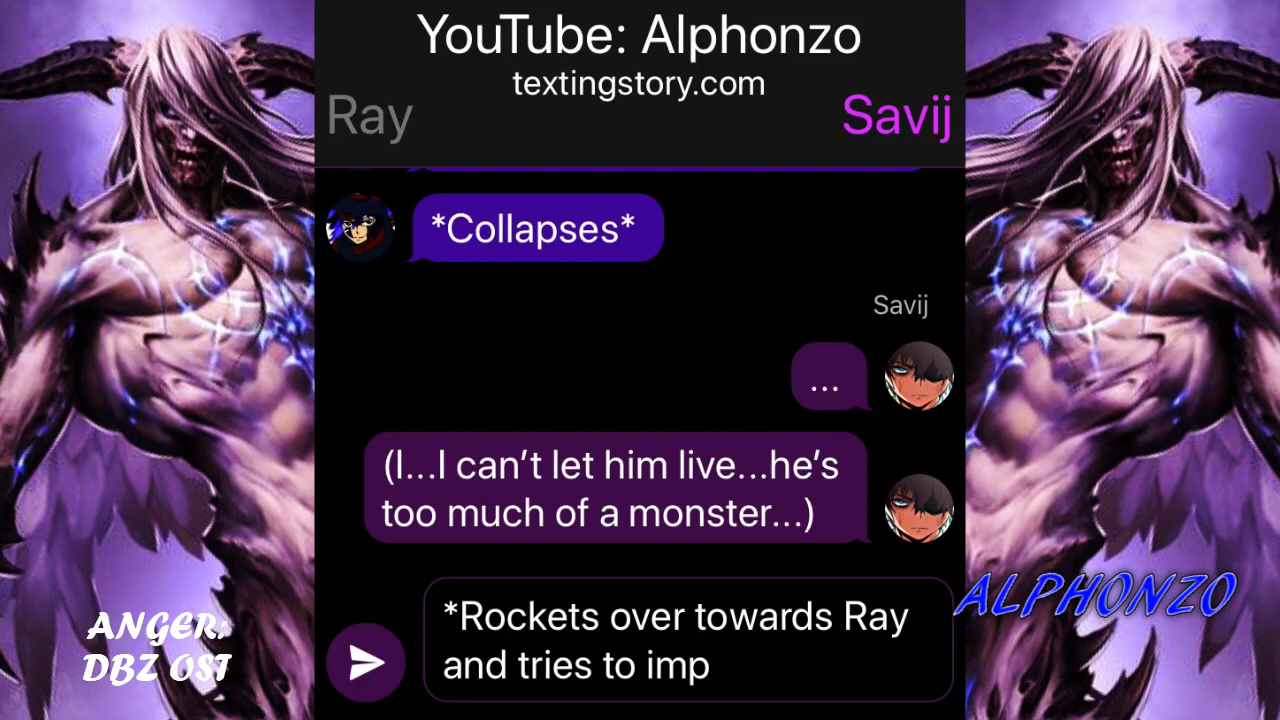 YouTube: Alphonzo
textingstory.com
Ray
Savij
*Collapses*
Savij
...
(I...I can't let him live...he's
too much of a monster...)
*Rockets over towards Ray
and tries to imp
ANGER:
DBZ OST
ALPHONZO